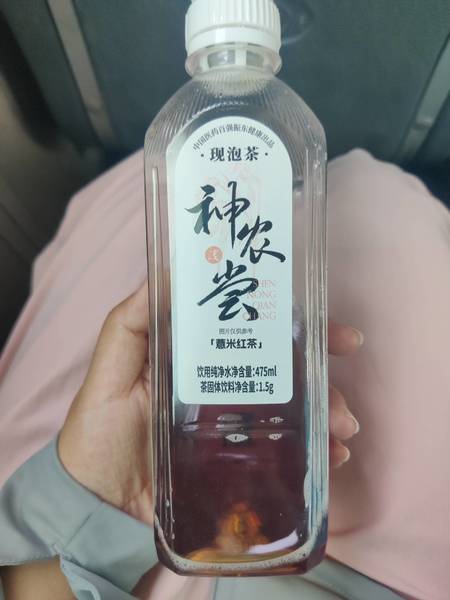 中国医药百强振东健康出品
·现泡茶·
神农
浅
尝
SHEN
NONG
QIAN
CHANG
图片仅供参考
「薏米红茶」
饮用纯净水净含量:475ml
茶固体饮料净含量:1.5g